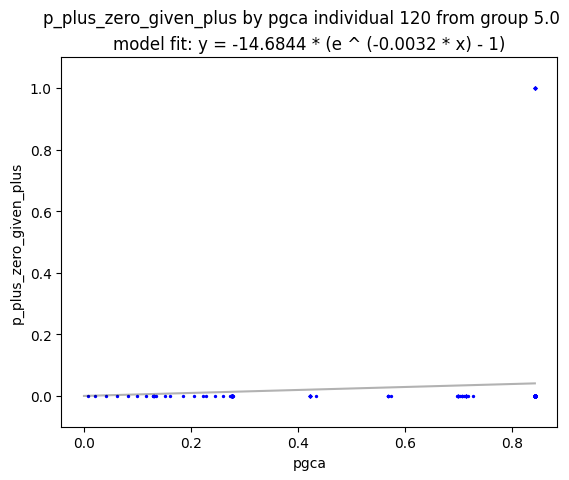 p_plus_zero_given_plus by pgca individual 120 from group 5.0
model fit: y = -14.6844 * (e ^ (-0.0032 * x) - 1)
1.0
0.8
0.6
0.4
0.2
0.0
p_plus_zero_given_plus
0.0 0.2 0.4 0.6 0.8
pgca